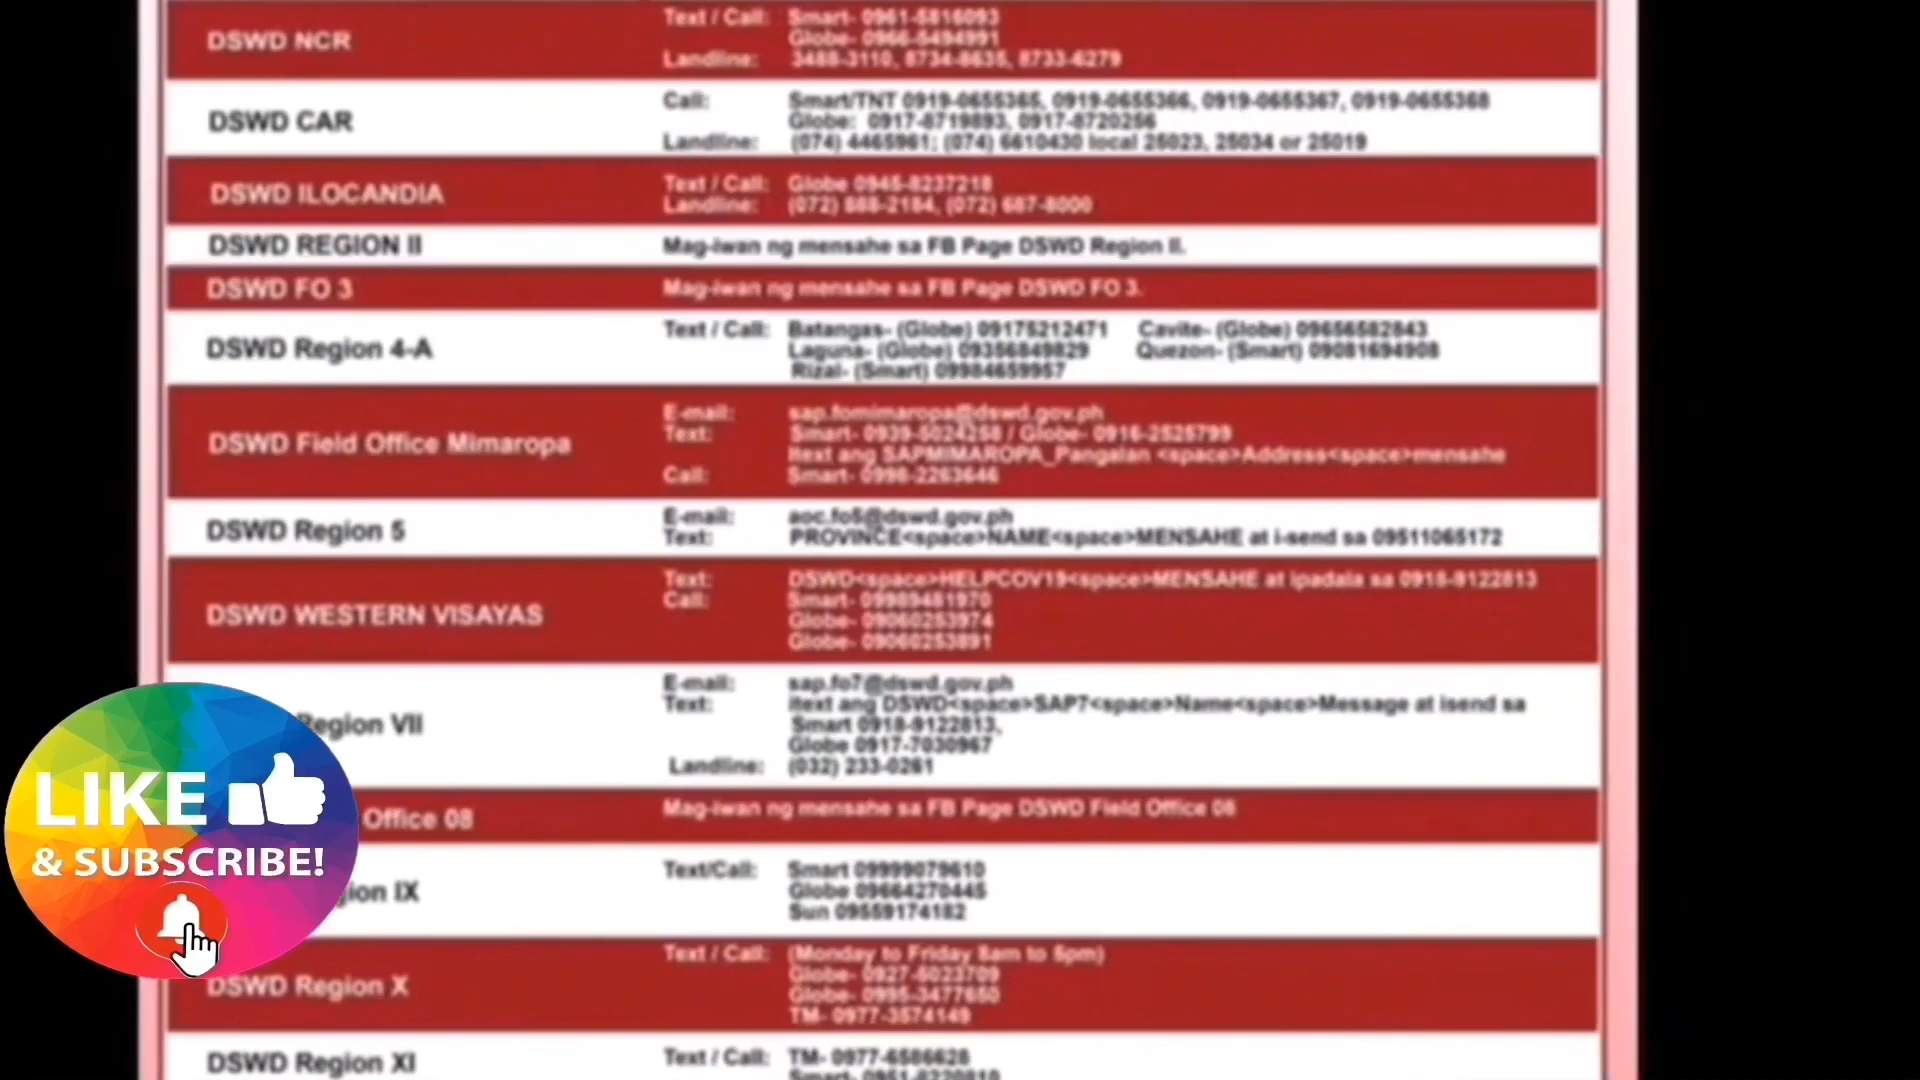 DSWD NCR
Text / Call: Smart- 0961-5816093
Globe- 0966-5494991
Landline: 3488-3110, 8734-8635, 8733-6279
DSWD CAR
Call: Smart/TNT 0919-0655365, 0919-0655366, 0919-0655367, 0919-0655368
Globe: 0917-8719893, 0917-8720256
Landline: (074) 4465961; (074) 6610430 local 25023, 25034 or 25019
DSWD ILOCANDIA
Text / Call: Globe 0945-8237218
Landline: (072) 888-2184, (072) 687-8000
DSWD REGION II
Mag-iwan ng mensahe sa FB Page DSWD Region II.
DSWD FO 3
Mag-iwan ng mensahe sa FB Page DSWD FO 3.
DSWD Region 4-A
Text / Call: Batangas- (Globe) 09175212471 Cavite- (Globe) 09656582843
Laguna- (Globe) 09356849829 Quezon- (Smart) 09081694908
Rizal- (Smart) 09984659957
DSWD Field Office Mimaropa
E-mail: sap.fomimaropa@dswd.gov.ph
Text: Smart- 0939-5024258 / Globe- 0916-2525799
Itext ang SAPMIMAROPA_Pangalan <space>Address<space>mensahe
Call: Smart- 0998-2263646
DSWD Region 5
E-mail: aoc.fo5@dswd.gov.ph
Text: PROVINCE<space>NAME<space>MENSAHE at i-send sa 09511065172
DSWD WESTERN VISAYAS
Text: DSWD<space>HELPCOV19<space>MENSAHE at ipadala sa 0918-9122813
Call: Smart- 09989481970
Globe- 09060253974
Globe- 09060253891
Region VII
E-mail: sap.fo7@dswd.gov.ph
Text: itext ang DSWD<space>SAP7<space>Name<space>Message at isend sa
Smart 0918-9122813,
Globe 0917-7030967
Landline: (032) 233-0261
Office 08
Mag-iwan ng mensahe sa FB Page DSWD Field Office 08
gion IX
Text/Call: Smart 09999079610
Globe 09664270445
Sun 09559174182
DSWD Region X
Text / Call: (Monday to Friday 8am to 5pm)
Globe- 0927-6023709
Globe- 0995-3477650
TM- 0977-3574149
DSWD Region XI
Text / Call: TM- 0977-6586628
Smart- 0951-8220810
LIKE
& SUBSCRIBE!